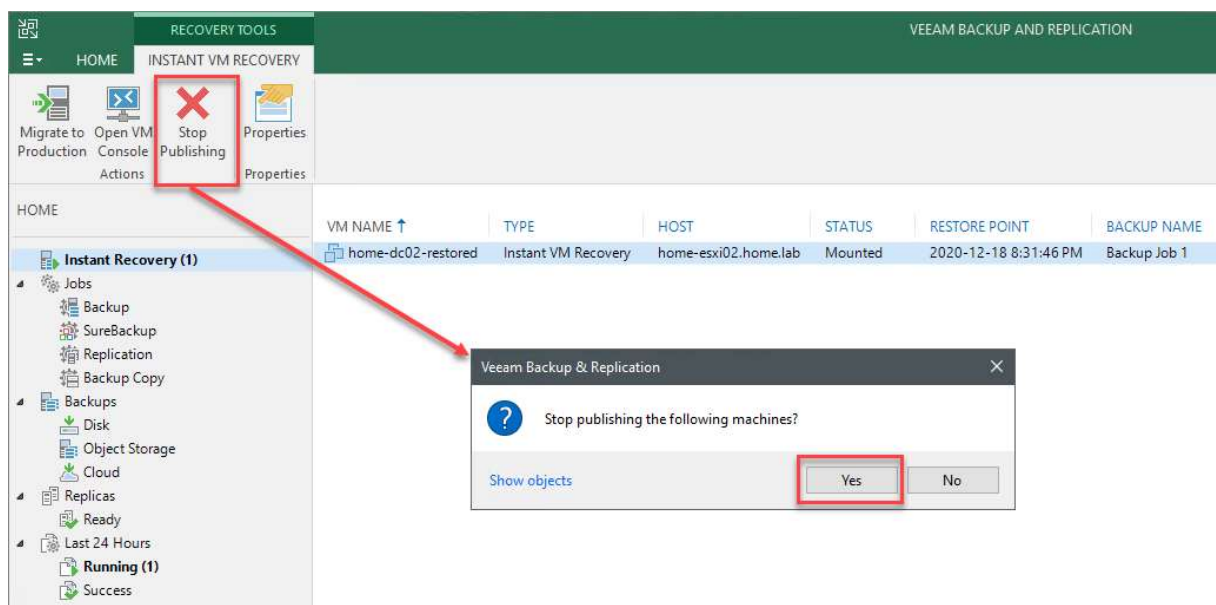 RECOVERY TOOLS
VEEAM BACKUP AND REPLICATION
HOME
INSTANT VM RECOVERY
Migrate to Production
Open VM Console
Stop Publishing
Properties
Actions
Properties
HOME
VM NAME TYPE HOST STATUS RESTORE POINT BACKUP NAME
home-dc02-restored Instant VM Recovery home-esxi02.home.lab Mounted 2020-12-18 8:31:46 PM Backup Job 1
Instant Recovery (1)
Jobs
Backup
SureBackup
Replication
Backup Copy
Backups
Disk
Object Storage
Cloud
Replicas
Ready
Last 24 Hours
Running (1)
Success
Veeam Backup & Replication
Stop publishing the following machines?
Show objects
Yes
No